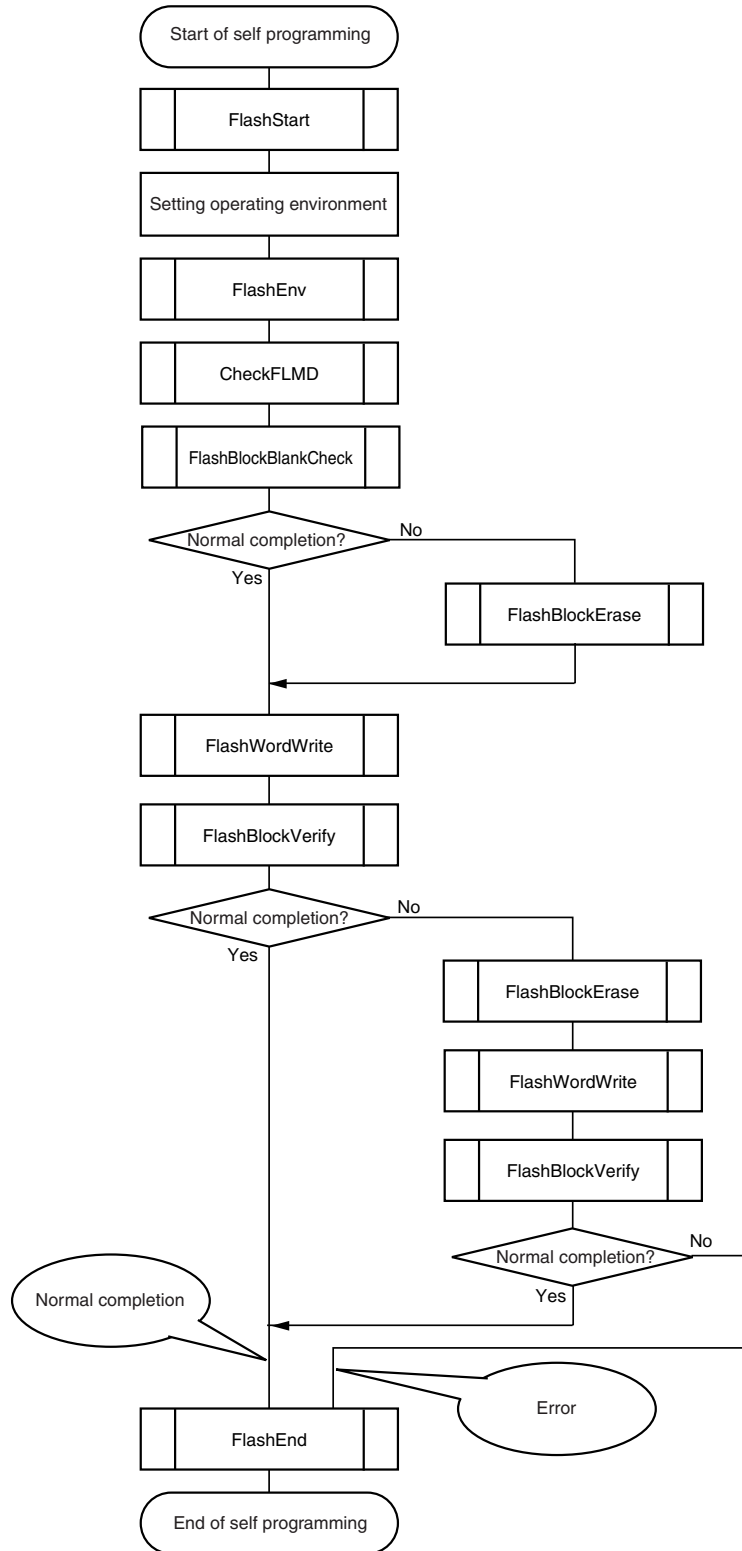 Start of self programming
FlashStart
Setting operating environment
FlashEnv
CheckFLMD
FlashBlockBlankCheck
Normal completion?
No
Yes
FlashBlockErase
FlashWordWrite
FlashBlockVerify
Normal completion?
No
Yes
FlashBlockErase
FlashWordWrite
FlashBlockVerify
Normal completion?
No
Yes
Normal completion
Error
FlashEnd
End of self programming